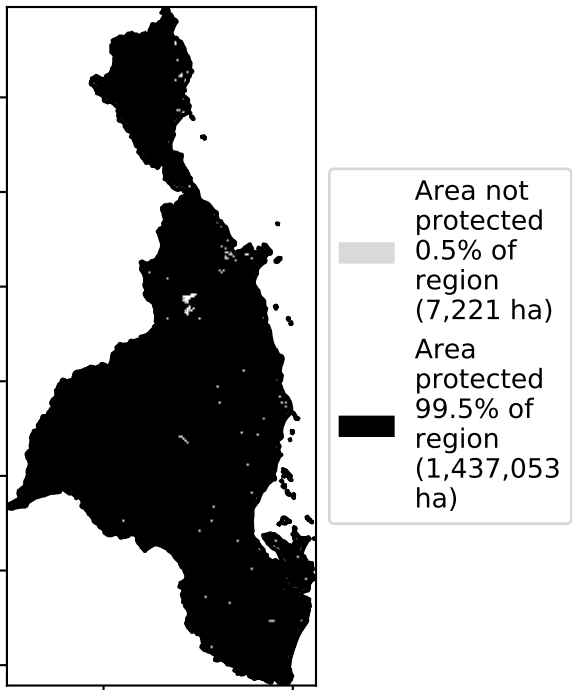 Area not
protected
0.5% of
region
(7,221 ha)
Area
protected
99.5% of
region
(1,437,053
ha)